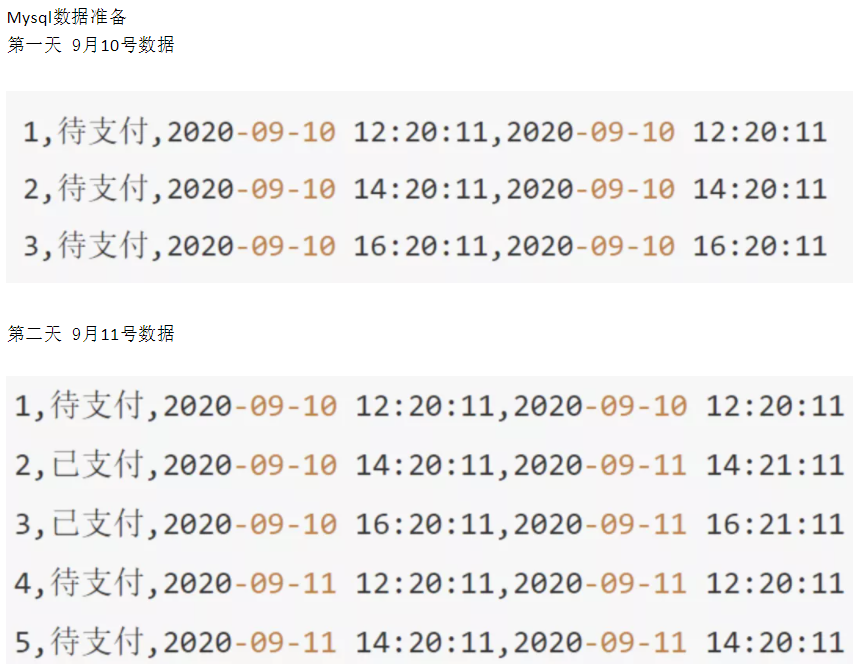 Mysql数据准备
第一天 9月10号数据
1,待支付,2020-09-10 12:20:11,2020-09-10 12:20:11
2,待支付,2020-09-10 14:20:11,2020-09-10 14:20:11
3,待支付,2020-09-10 16:20:11,2020-09-10 16:20:11
第二天 9月11号数据
1,待支付,2020-09-10 12:20:11,2020-09-10 12:20:11
2,已支付,2020-09-10 14:20:11,2020-09-11 14:21:11
3,已支付,2020-09-10 16:20:11,2020-09-11 16:21:11
4,待支付,2020-09-11 12:20:11,2020-09-11 12:20:11
5,待支付,2020-09-11 14:20:11,2020-09-11 14:20:11